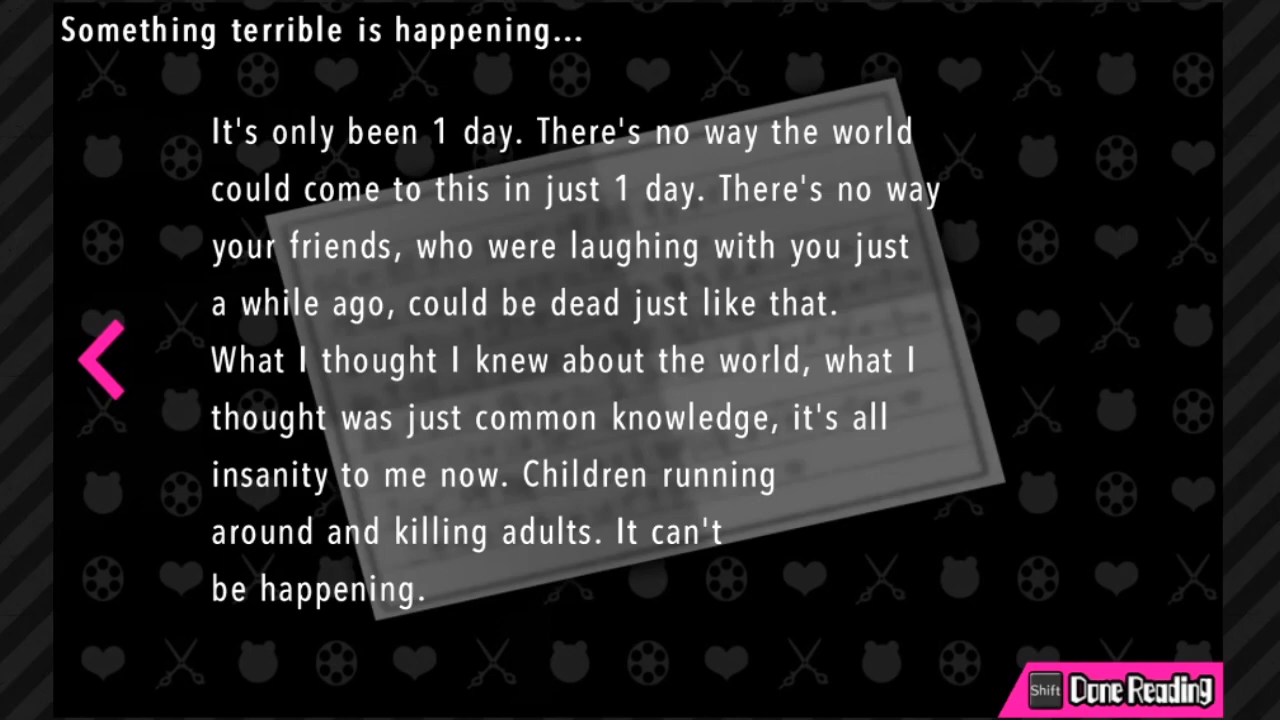 Something terrible is happening...
It's only been 1 day. There's no way the world
could come to this in just 1 day. There's no way
your friends, who were laughing with you just
a while ago, could be dead just like that.
What I thought I knew about the world, what I
thought was just common knowledge, it's all
insanity to me now. Children running
around and killing adults. It can't
be happening.
Shift Done Reading